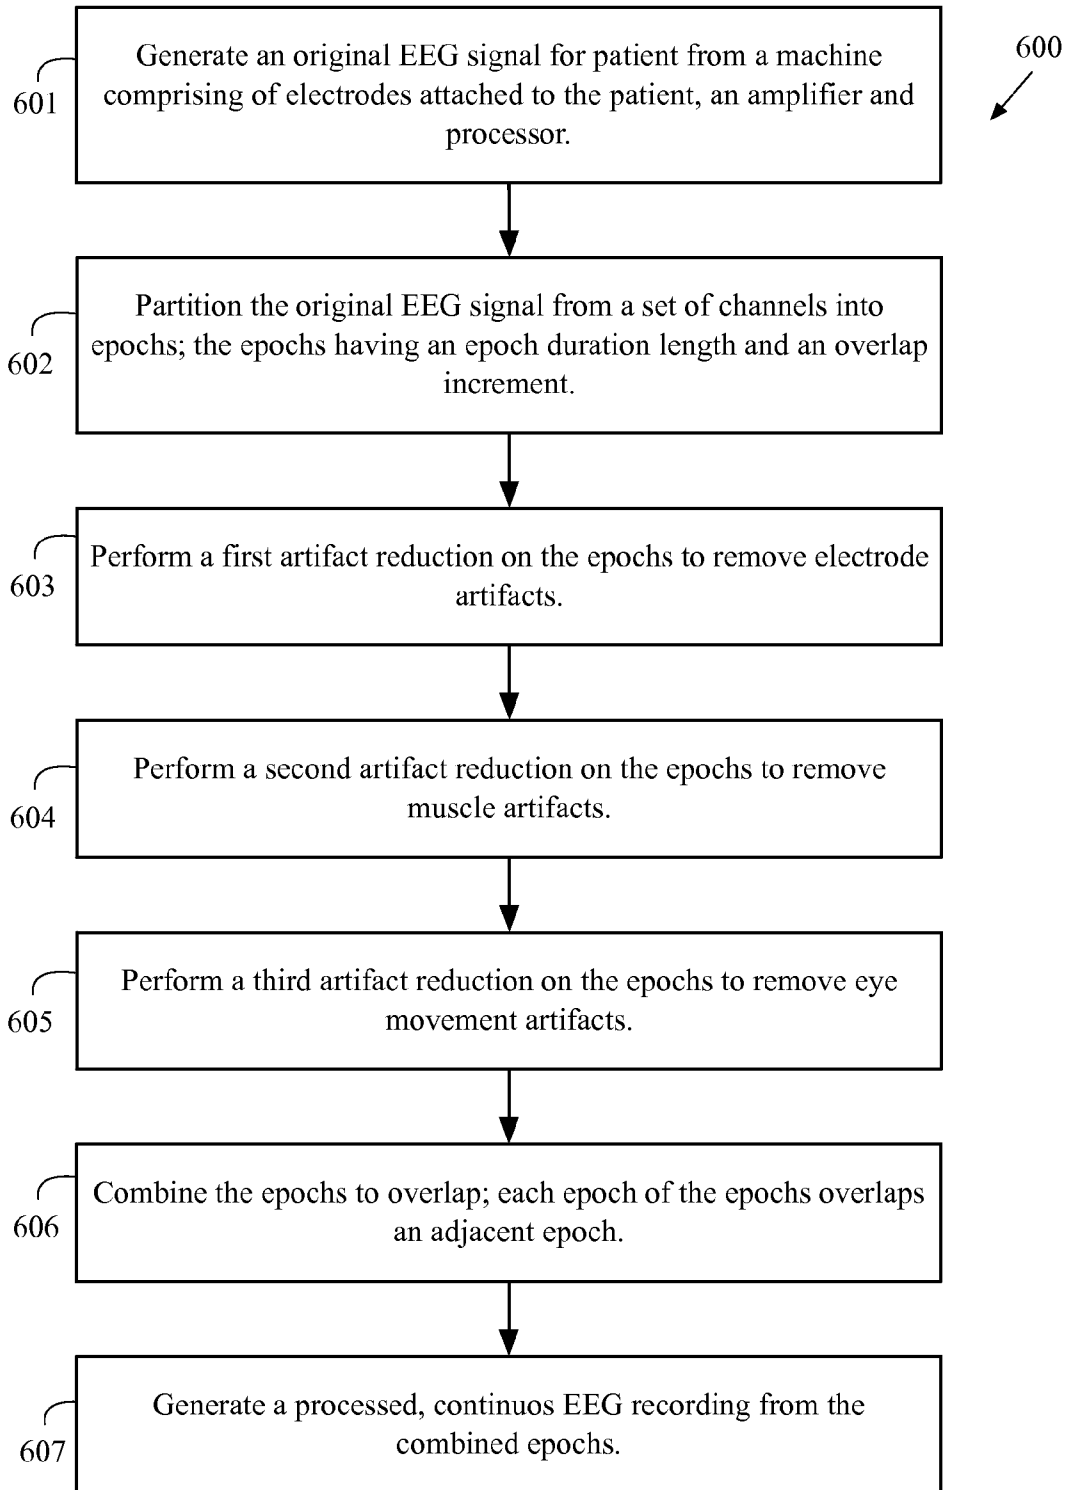 600
601
Generate an original EEG signal for patient from a machine
comprising of electrodes attached to the patient, an amplifier and
processor.
602
Partition the original EEG signal from a set of channels into
epochs; the epochs having an epoch duration length and an overlap
increment.
603
Perform a first artifact reduction on the epochs to remove electrode
artifacts.
604
Perform a second artifact reduction on the epochs to remove
muscle artifacts.
605
Perform a third artifact reduction on the epochs to remove eye
movement artifacts.
606
Combine the epochs to overlap; each epoch of the epochs overlaps
an adjacent epoch.
607
Generate a processed, continuos EEG recording from the
combined epochs.